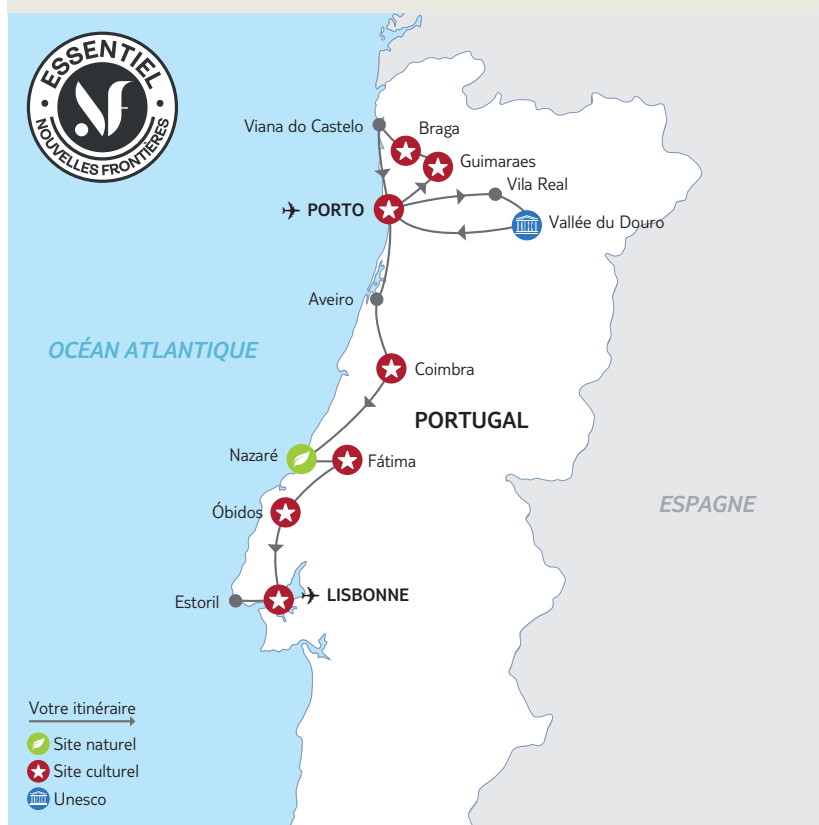 ESSENTIEL
NF
NOUVELLES FRONTIÈRES
Viana do Castelo
Braga
Guimaraes
Vila Real
PORTO
Vallée du Douro
Aveiro
OCÉAN ATLANTIQUE
Coimbra
PORTUGAL
Nazaré
Fátima
ESPAGNE
Óbidos
Estoril
LISBONNE
Votre itinéraire
Site naturel
Site culturel
Unesco